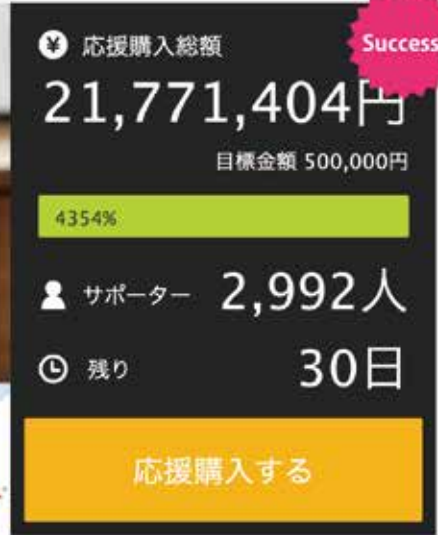 応援購入総額
Success
21,771,404円
目標金額 500,000円
4354%
サポーター 2,992人
残り 30日
応援購入する